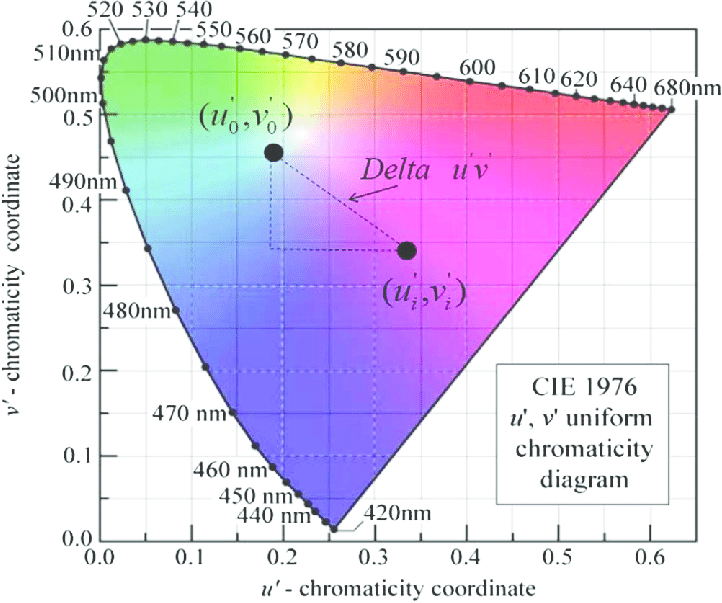 0.6
520
530
540
550
560
570
580
590
600
610
620
640
680nm
510nm
500nm
0.5
(u'0,v'0)
Delta u'v'
490nm
0.4
(u'i,v'i)
0.3
480nm
0.2
470 nm
0.1
460 nm
450 nm
440 nm
420nm
0.0
CIE 1976
u', v' uniform
chromaticity
diagram
0.0 0.1 0.2 0.3 0.4 0.5 0.6
u' - chromaticity coordinate
v' - chromaticity coordinate